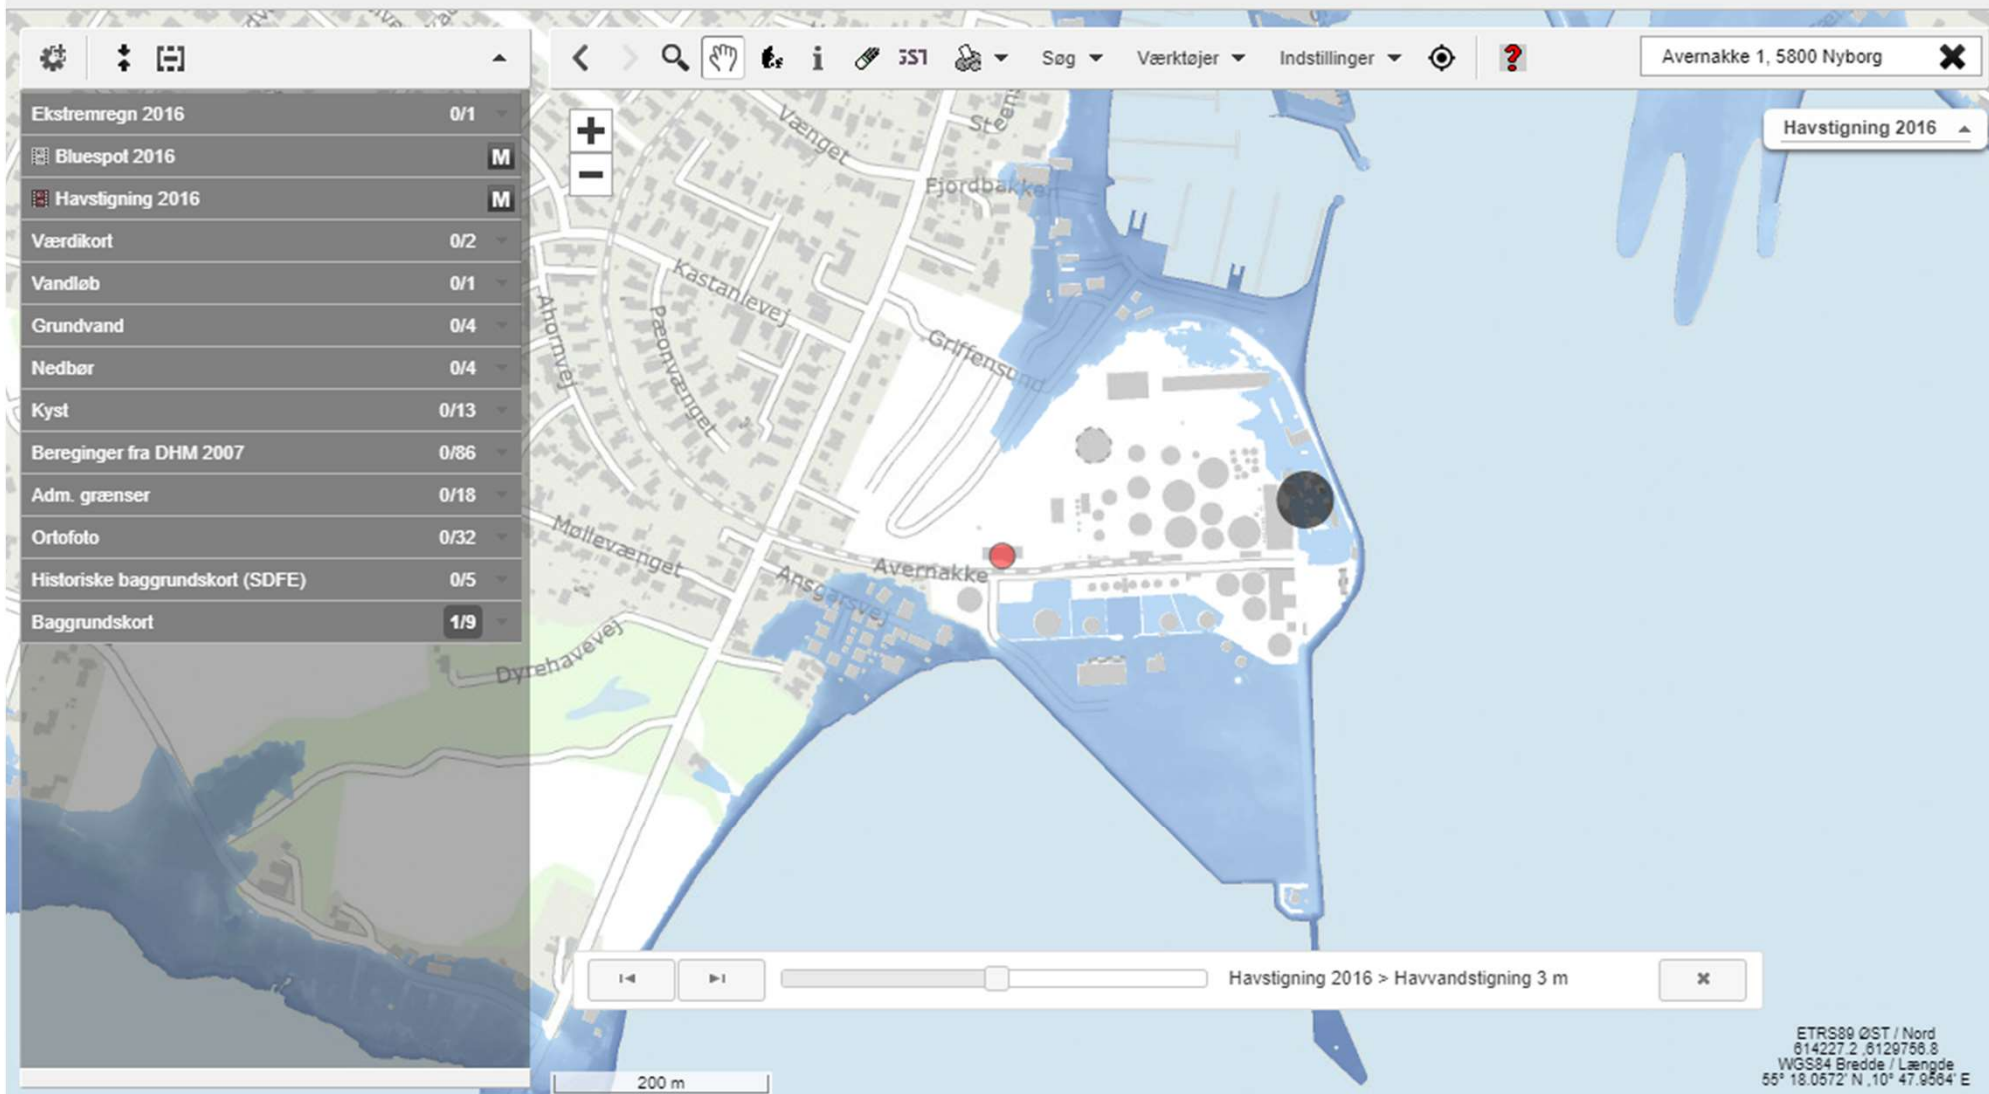 Søg
Værktøjer
Indstillinger
Avernakke 1, 5800 Nyborg
Havstigning 2016
Ekstremregn 2016 0/1
Bluespot 2016 M
Havstigning 2016 M
Værdikort 0/2
Vandløb 0/1
Grundvand 0/4
Nedbør 0/4
Kyst 0/13
Bereginger fra DHM 2007 0/86
Adm. grænser 0/18
Ortofoto 0/32
Historiske baggrundskort (SDFE) 0/5
Baggrundskort 1/9
+
−
Vænget
Steens
Fjordbakken
Kastanievej
Ahornvej
Pæonvænget
Griffensund
Møllevænget
Avernakke
Ansgarsvej
Dyrehavevej
Havstigning 2016 > Havvandstigning 3 m
200 m
ETRS89 ØST / Nord
614227.2 ,6129756.8
WGS84 Bredde / Længde
55° 18.0572' N ,10° 47.9564' E